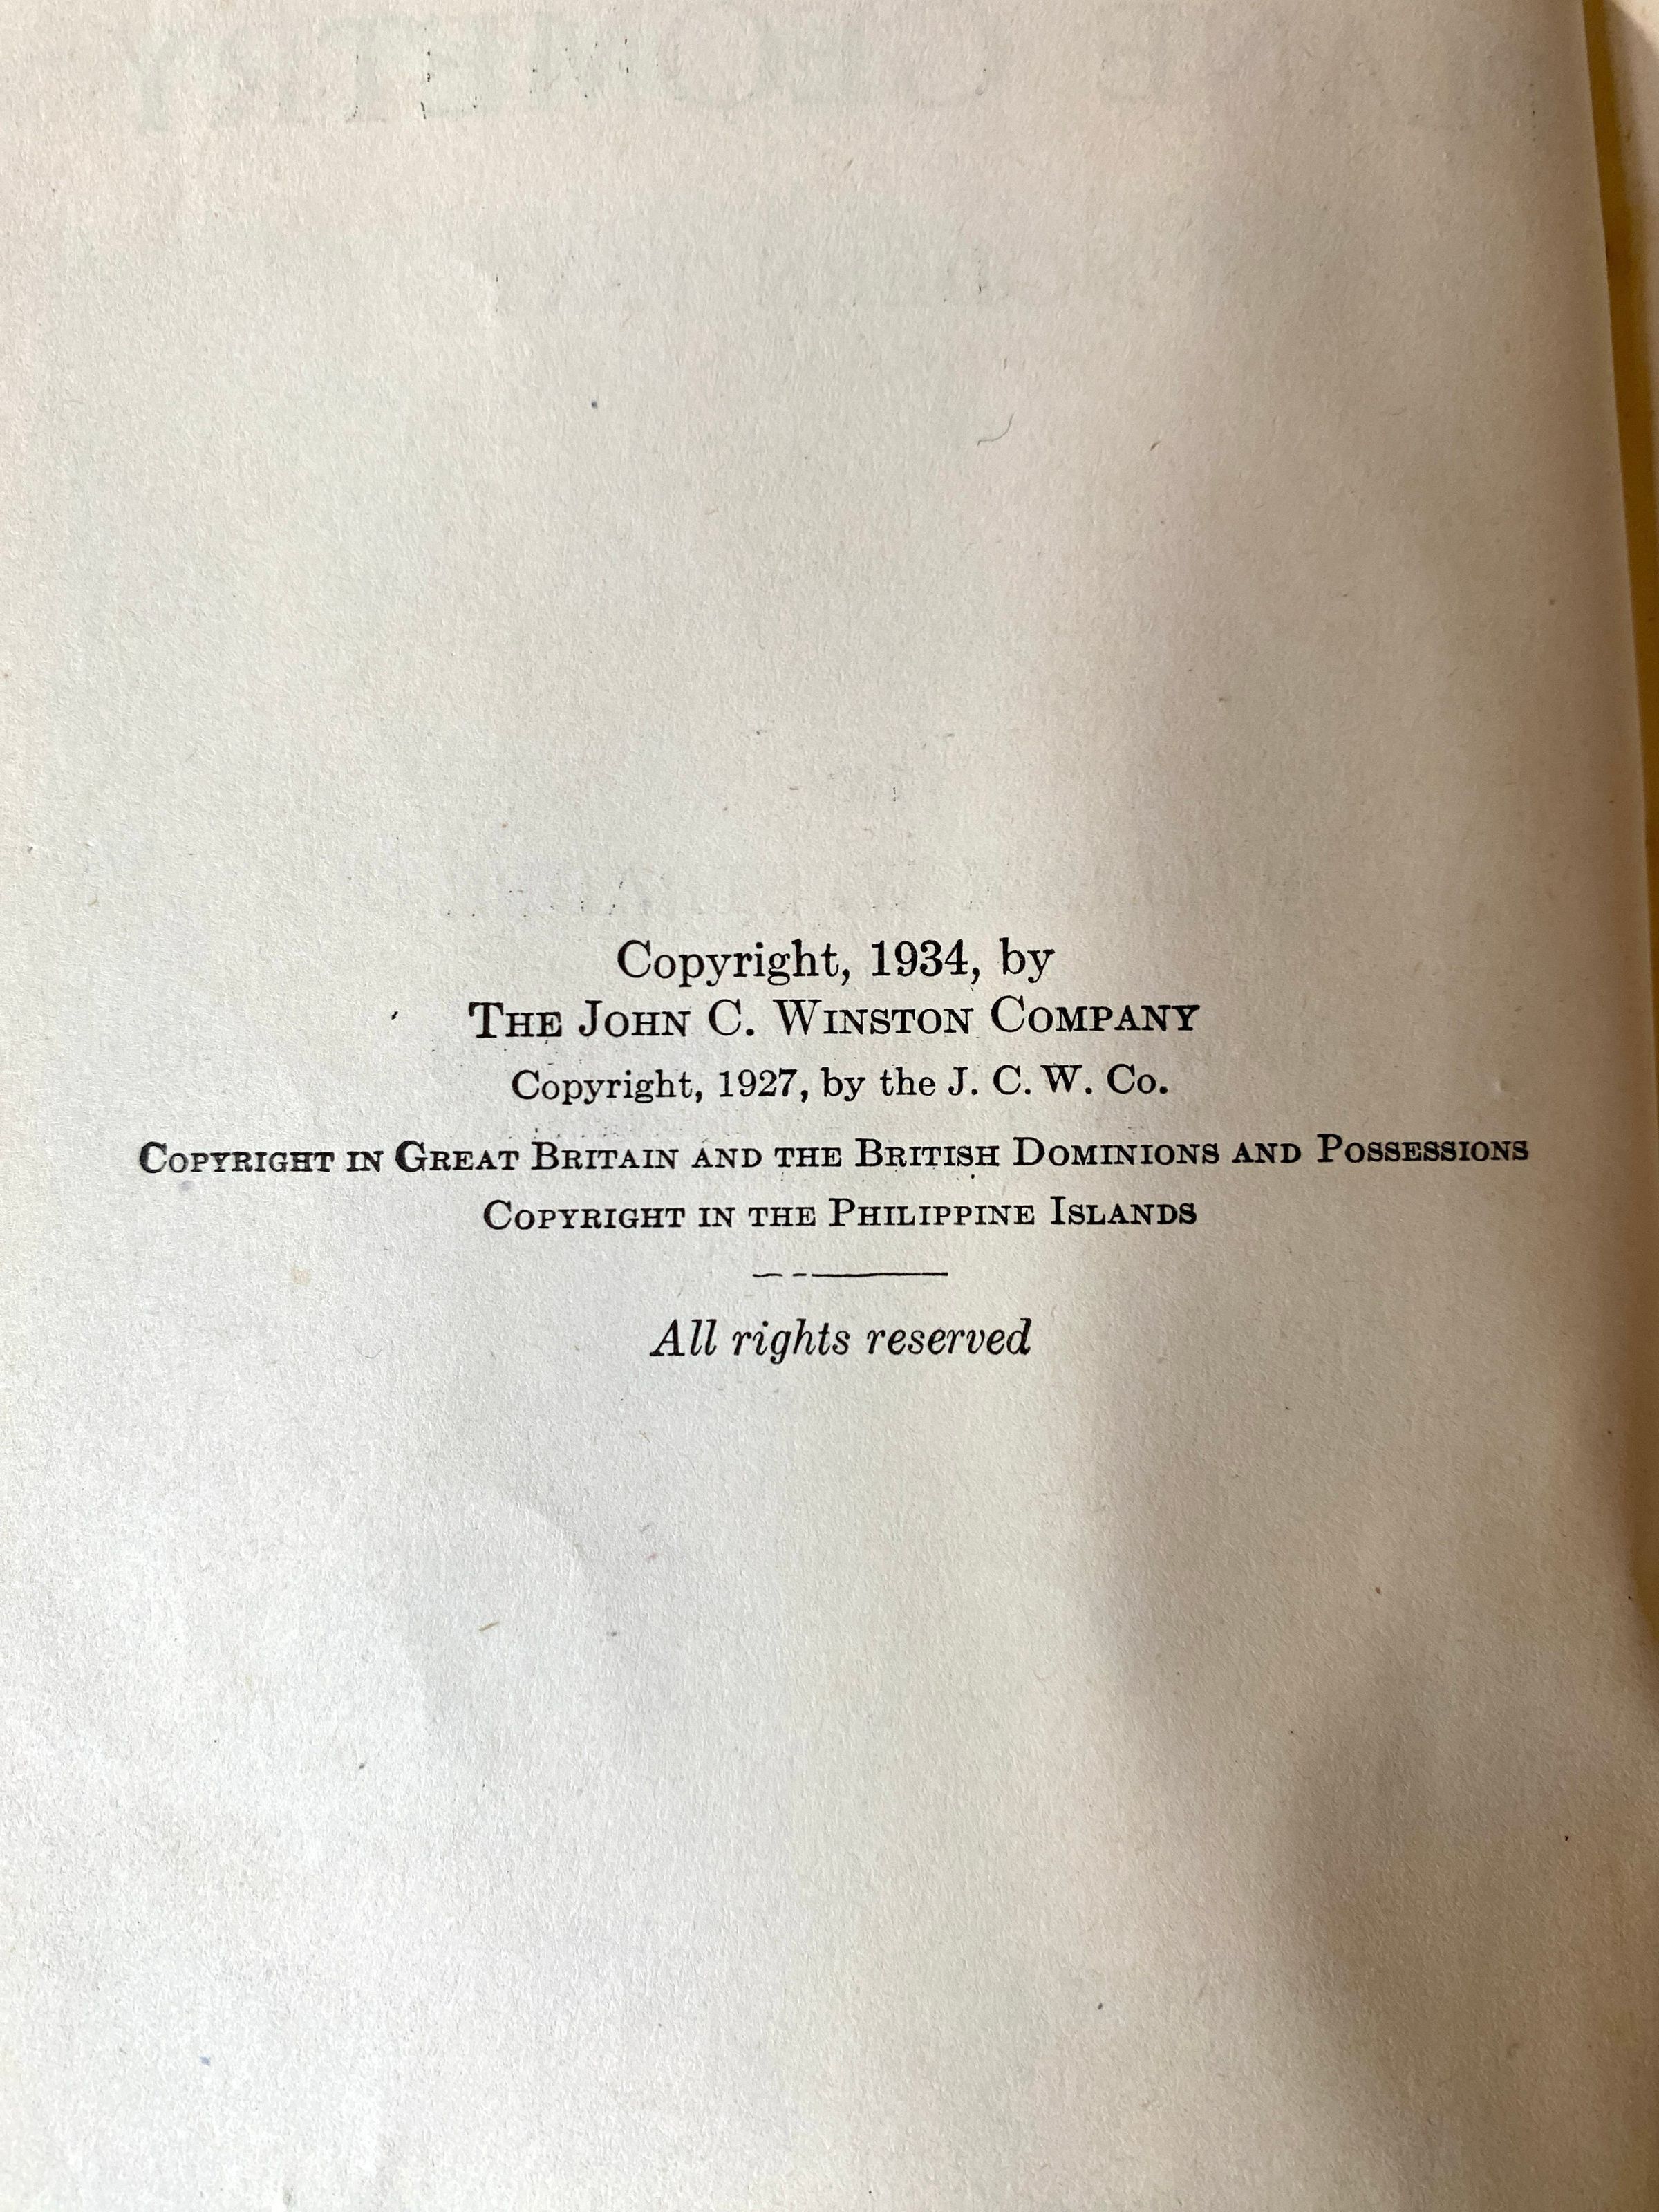 Copyright, 1934, by
THE JOHN C. WINSTON COMPANY
Copyright, 1927, by the J. C. W. Co.
COPYRIGHT IN GREAT BRITAIN AND THE BRITISH DOMINIONS AND POSSESSIONS
COPYRIGHT IN THE PHILIPPINE ISLANDS
All rights reserved